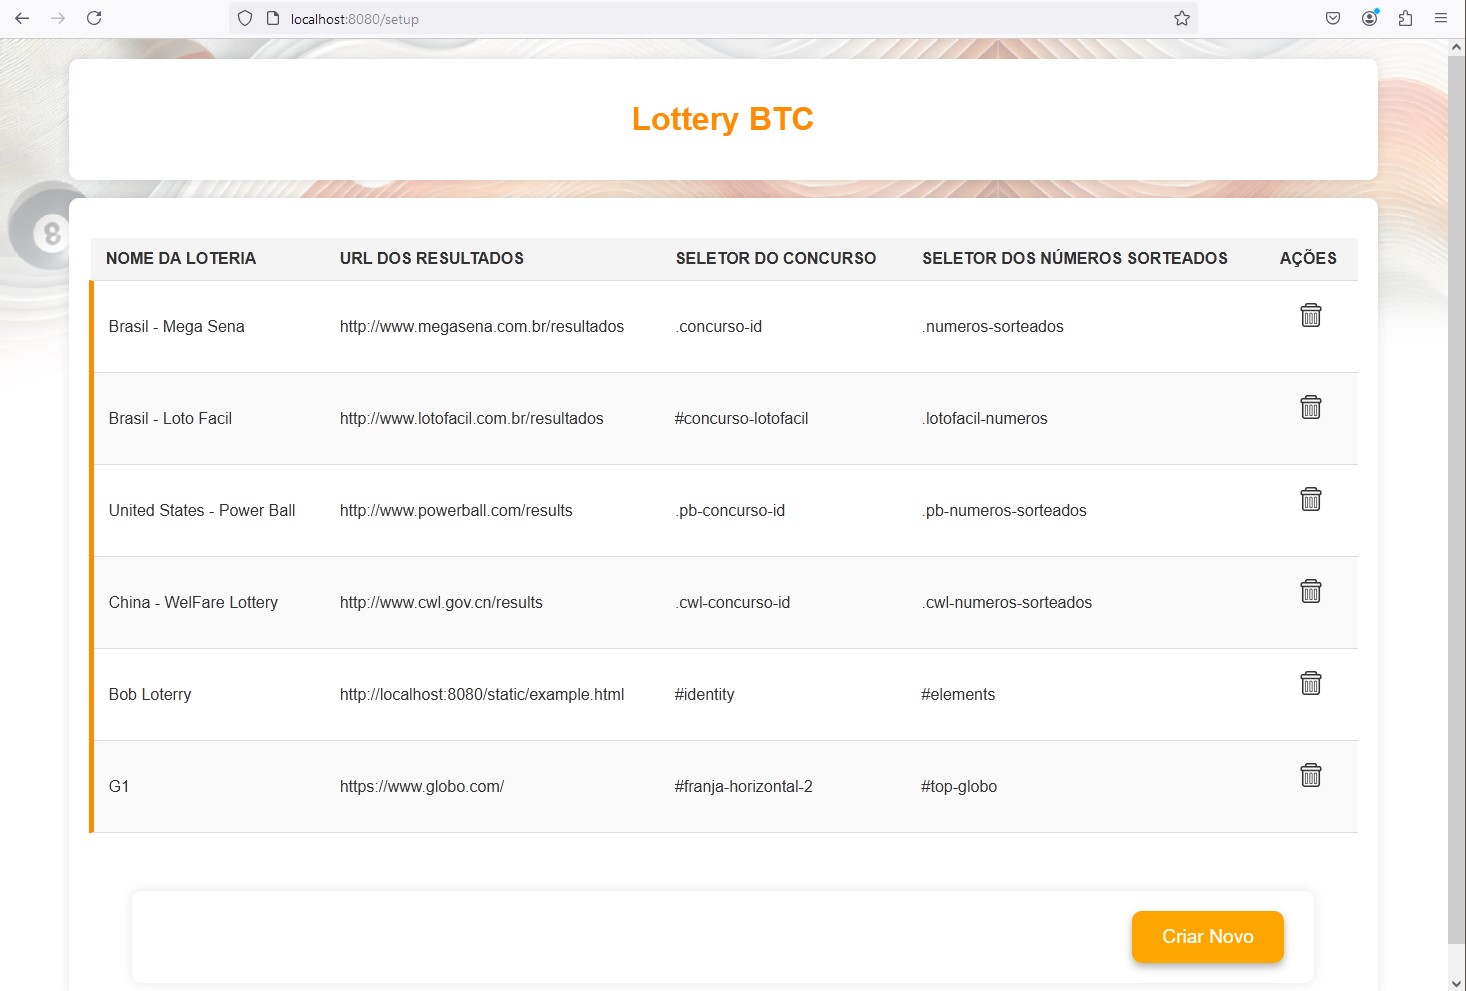 localhost:8080/setup
Lottery BTC
8
NOME DA LOTERIA URL DOS RESULTADOS SELETOR DO CONCURSO SELETOR DOS NÚMEROS SORTEADOS AÇÕES
Brasil - Mega Sena http://www.megasena.com.br/resultados .concurso-id .numeros-sorteados
Brasil - Loto Facil http://www.lotofacil.com.br/resultados #concurso-lotofacil .lotofacil-numeros
United States - Power Ball http://www.powerball.com/results .pb-concurso-id .pb-numeros-sorteados
China - WelFare Lottery http://www.cwl.gov.cn/results .cwl-concurso-id .cwl-numeros-sorteados
Bob Loterry http://localhost:8080/static/example.html #identity #elements
G1 https://www.globo.com/ #franja-horizontal-2 #top-globo
Criar Novo